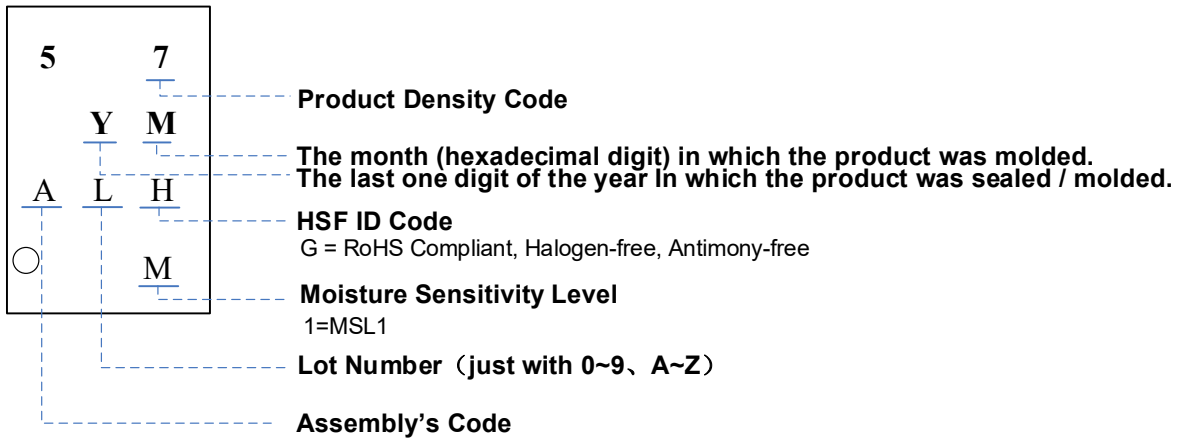 5 7
Product Density Code
Y M
The month (hexadecimal digit) in which the product was molded.
The last one digit of the year in which the product was sealed / molded.
A L H
HSF ID Code
G = RoHS Compliant, Halogen-free, Antimony-free
M
Moisture Sensitivity Level
1=MSL1
Lot Number（just with 0~9、A~Z）
Assembly's Code